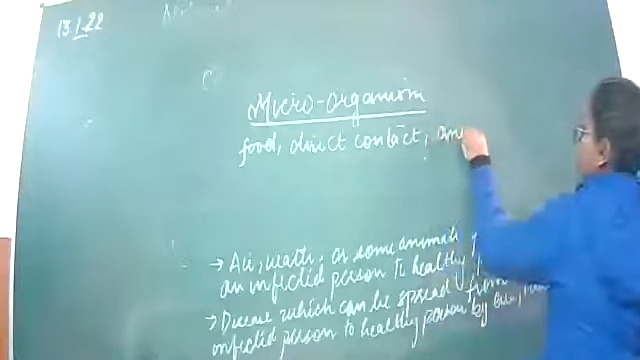 13.1.22
Micro-organism
food, direct contact, an
→ Air, water, or some animals
an infected person to healthy
→ Disease which can be spread from
infected person to healthy person by